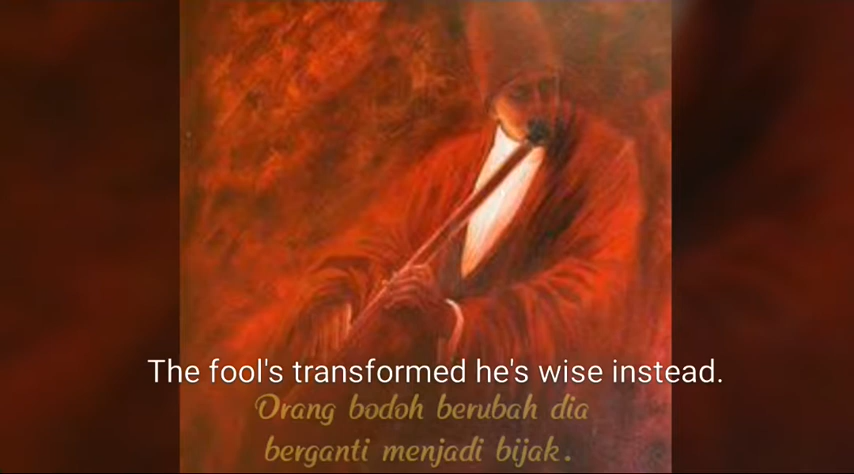 The fool's transformed he's wise instead.
Orang bodoh berubah dia
berganti menjadi bijak.